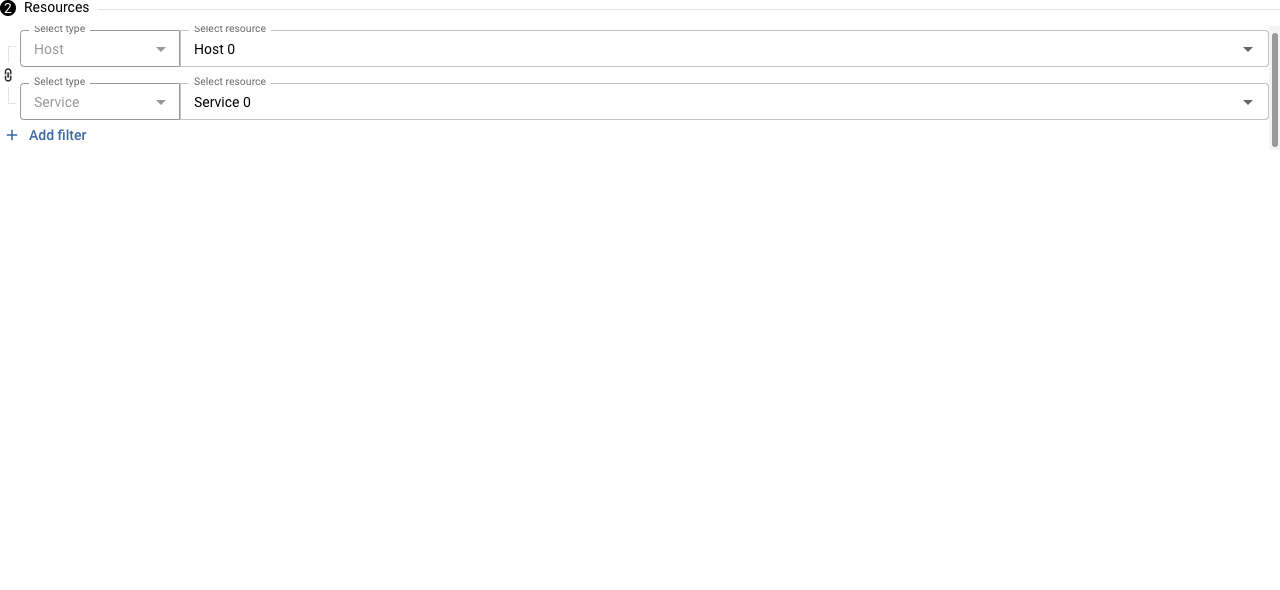 2 Resources
Select type Select resource
Host Host 0
Select type Select resource
Service Service 0
+ Add filter